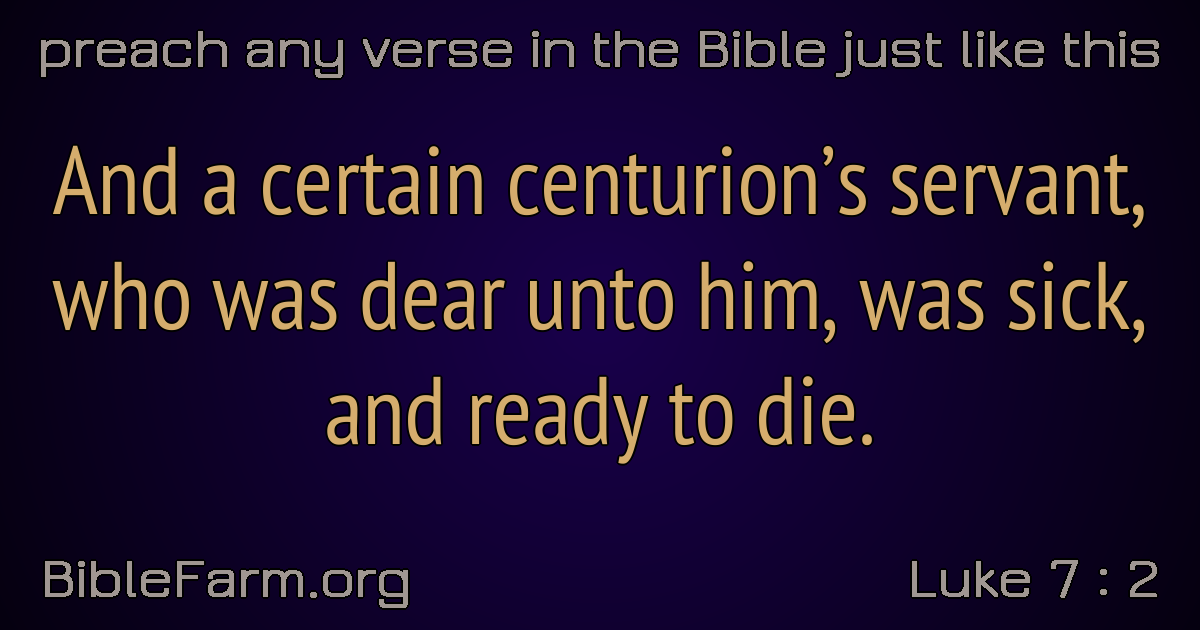 preach any verse in the Bible just like this
And a certain centurion’s servant,
who was dear unto him, was sick,
and ready to die.
BibleFarm.org
Luke 7 : 2